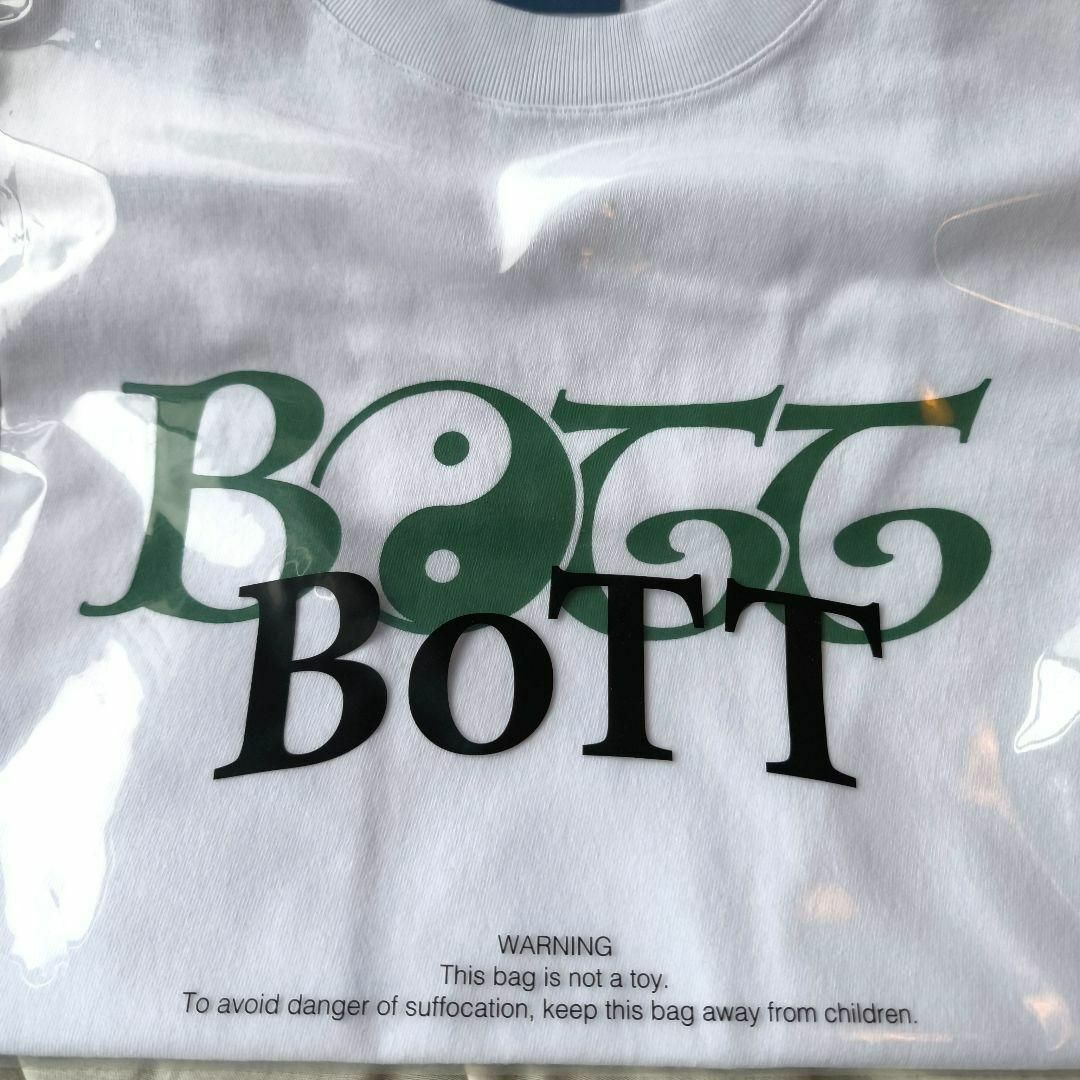 BOTT
BoTT
WARNING
This bag is not a toy.
To avoid danger of suffocation, keep this bag away from children.